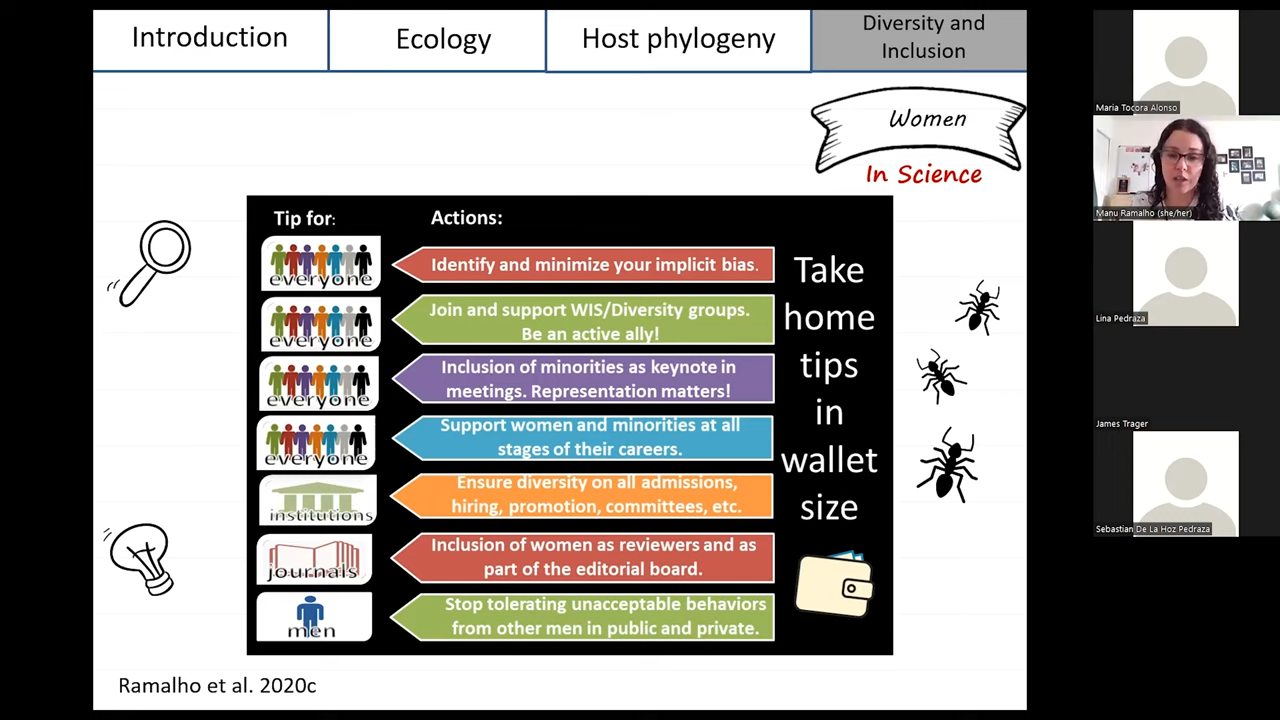 Introduction
Ecology
Host phylogeny
Diversity and
Inclusion
Women
In Science
Tip for:
Actions:
everyone
Identify and minimize your implicit bias.
everyone
Join and support WIS/Diversity groups.
Be an active ally!
everyone
Inclusion of minorities as keynote in
meetings. Representation matters!
everyone
Support women and minorities at all
stages of their careers.
institutions
Ensure diversity on all admissions,
hiring, promotion, committees, etc.
journals
Inclusion of women as reviewers and as
part of the editorial board.
men
Stop tolerating unacceptable behaviors
from other men in public and private.
Take
home
tips
in
wallet
size
Ramalho et al. 2020c
Maria Tocora Alonso
Manu Ramalho (she/her)
Lina Pedraza
James Trager
Sebastian De La Hoz Pedraza